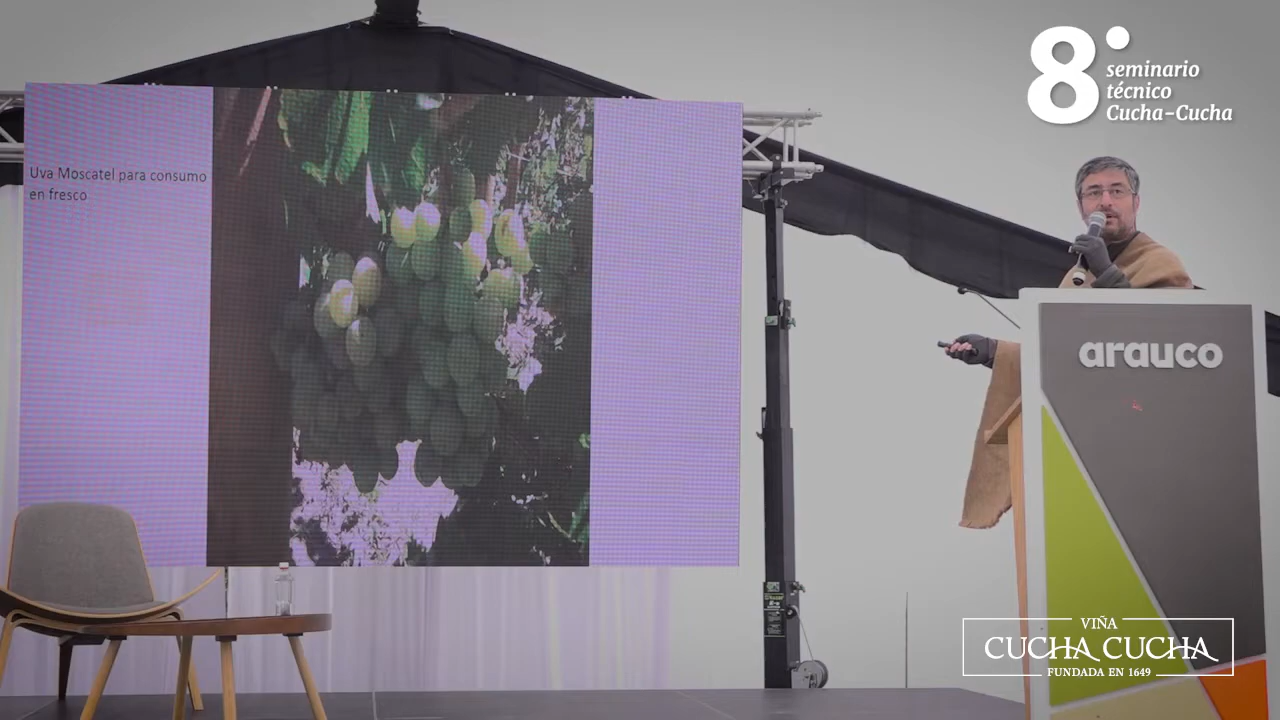 8°
seminario
técnico
Cucha-Cucha
Uva Moscatel para consumo
en fresco
arauco
VIÑA
CUCHA CUCHA
FUNDADA EN 1649